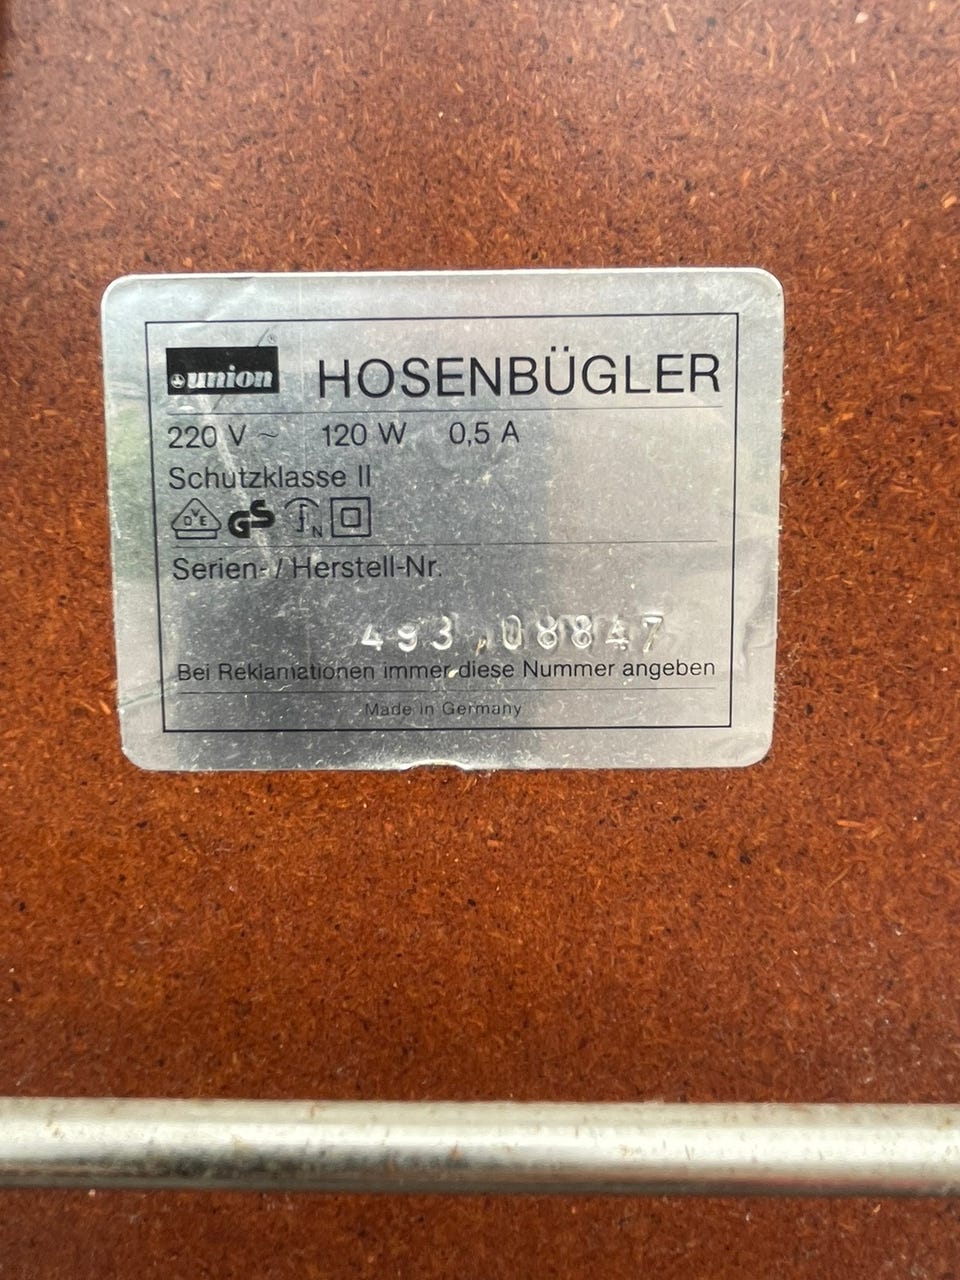 union®
HOSENBÜGLER
220 V ~ 120 W 0,5 A
Schutzklasse II
VDE GS N
Serien- / Herstell-Nr.
493.08847
Bei Reklamationen immer diese Nummer angeben
Made in Germany